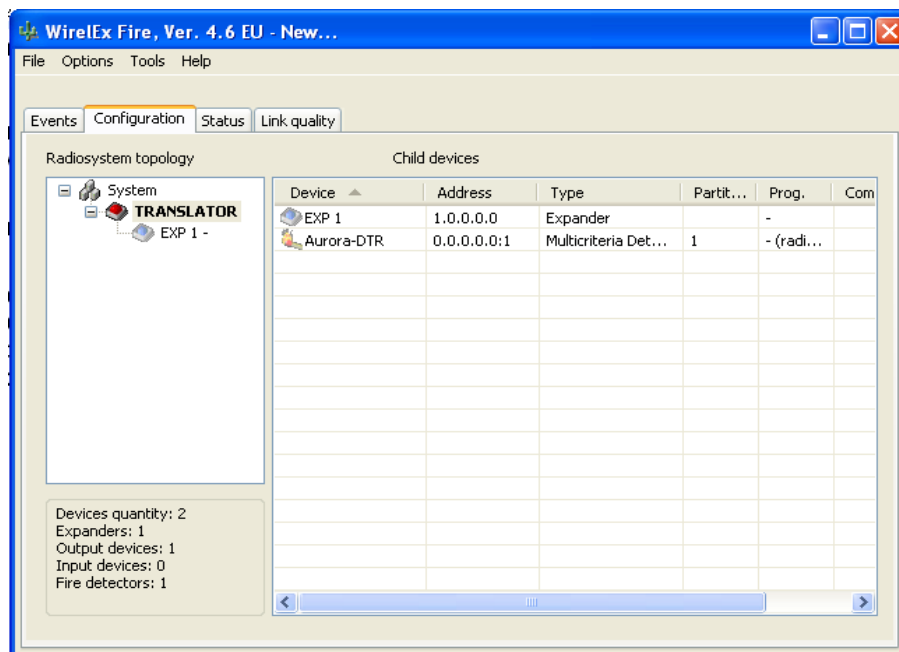 WirelEx Fire, Ver. 4.6 EU - New...
File Options Tools Help
Events Configuration Status Link quality
Radiosystem topology Child devices
System
TRANSLATOR
EXP 1 -
Device Address Type Partit... Prog. Com
EXP 1 1.0.0.0.0 Expander -
Aurora-DTR 0.0.0.0.0:1 Multicriteria Det... 1 - (radi...
Devices quantity: 2
Expanders: 1
Output devices: 1
Input devices: 0
Fire detectors: 1